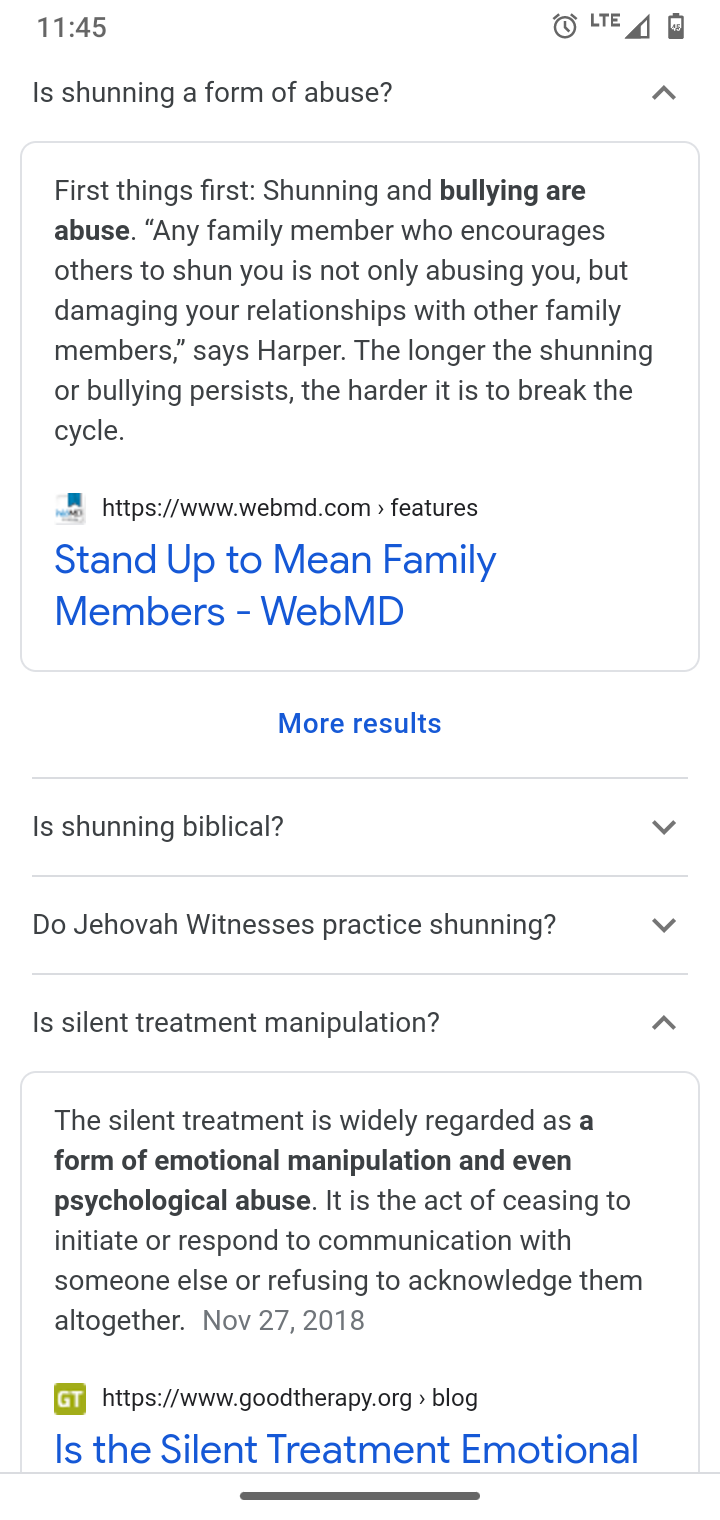 11:45
LTE
45
Is shunning a form of abuse?
First things first: Shunning and bullying are
abuse. “Any family member who encourages
others to shun you is not only abusing you, but
damaging your relationships with other family
members,” says Harper. The longer the shunning
or bullying persists, the harder it is to break the
cycle.
https://www.webmd.com › features
Stand Up to Mean Family
Members - WebMD
More results
Is shunning biblical?
Do Jehovah Witnesses practice shunning?
Is silent treatment manipulation?
The silent treatment is widely regarded as a
form of emotional manipulation and even
psychological abuse. It is the act of ceasing to
initiate or respond to communication with
someone else or refusing to acknowledge them
altogether. Nov 27, 2018
GT
https://www.goodtherapy.org › blog
Is the Silent Treatment Emotional